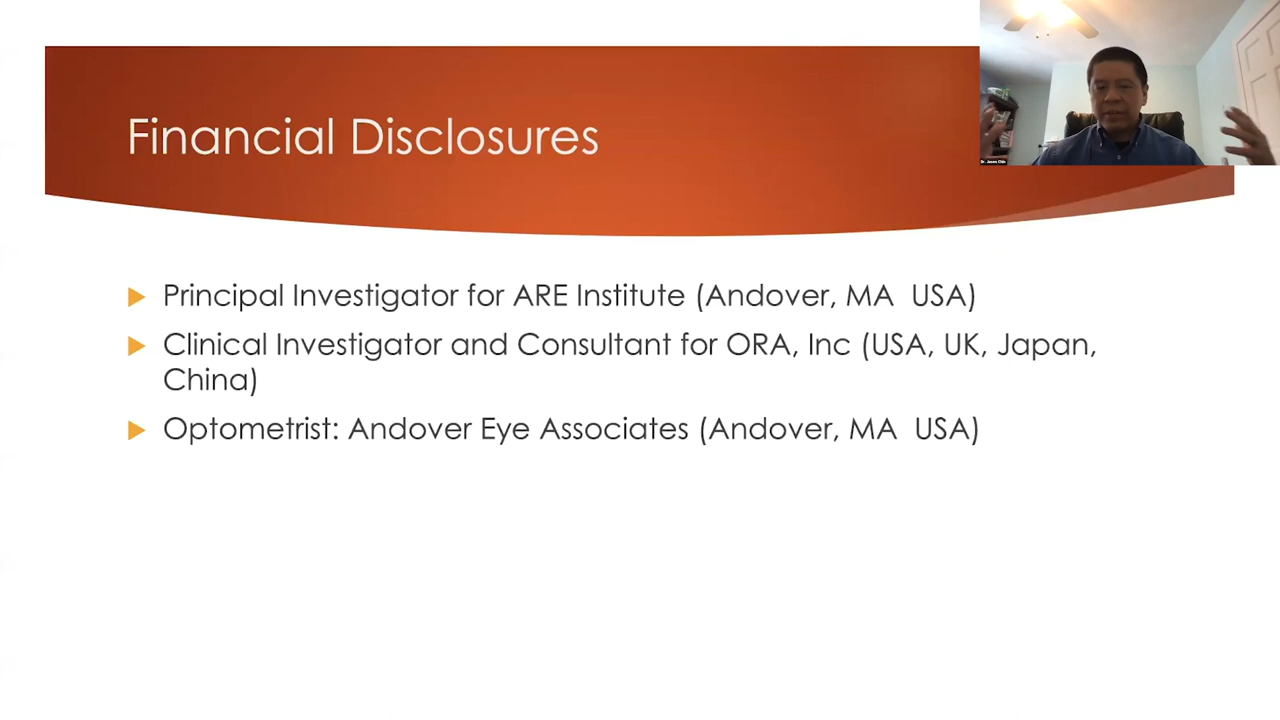 Financial Disclosures
Principal Investigator for ARE Institute (Andover, MA  USA)
Clinical Investigator and Consultant for ORA, Inc (USA, UK, Japan,
China)
Optometrist: Andover Eye Associates (Andover, MA  USA)